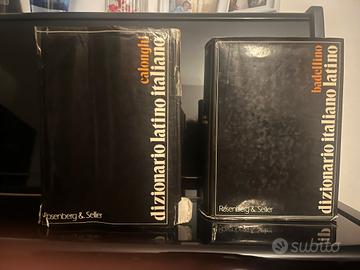 calonghi
dizionario latino italiano
Rosenberg & Sellier
badellino
dizionario italiano latino
Rosenberg & Sellier
subito